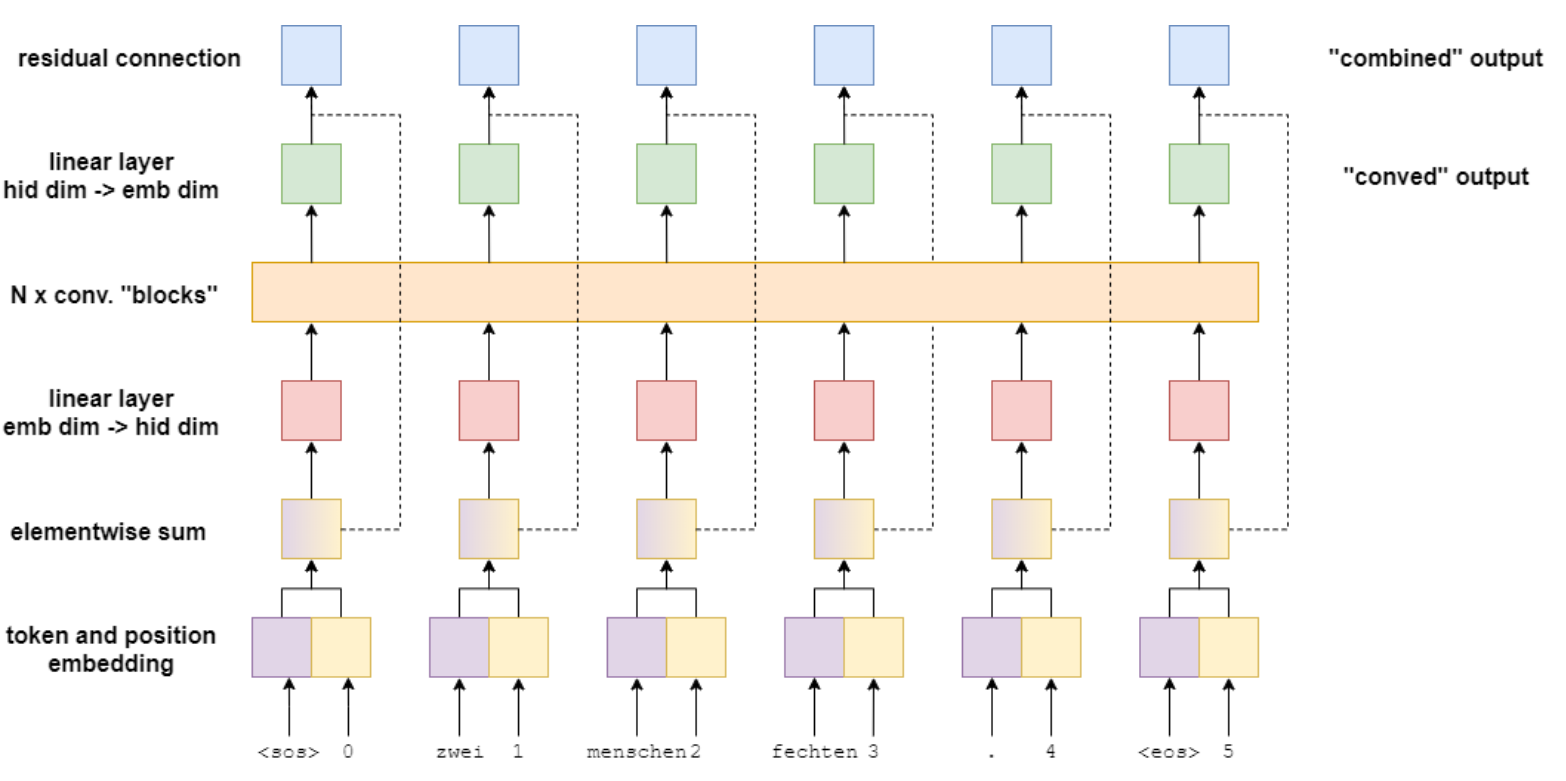 residual connection
"combined" output
linear layer
hid dim -> emb dim
"conved" output
N x conv. "blocks"
linear layer
emb dim -> hid dim
elementwise sum
token and position
embedding
<sos> 0 zwei 1 menschen 2 fechten 3 . 4 <eos> 5